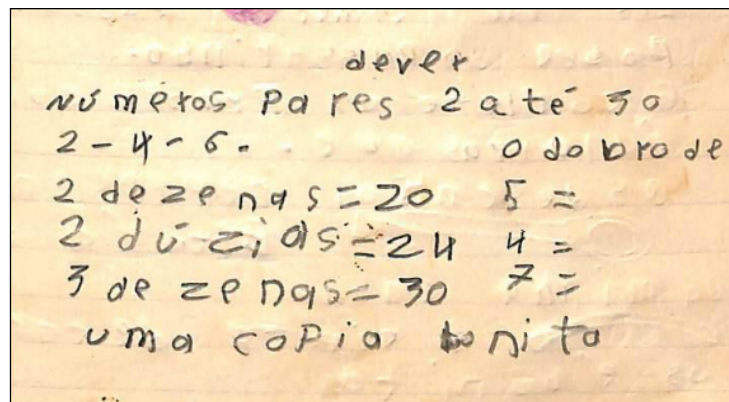 dever
Números Pares 2 até 30
2-4-6. O dobro de
2 dezenas=20 5=
2 dúzias=24 4=
3 dezenas=30 7=
uma copia bonita